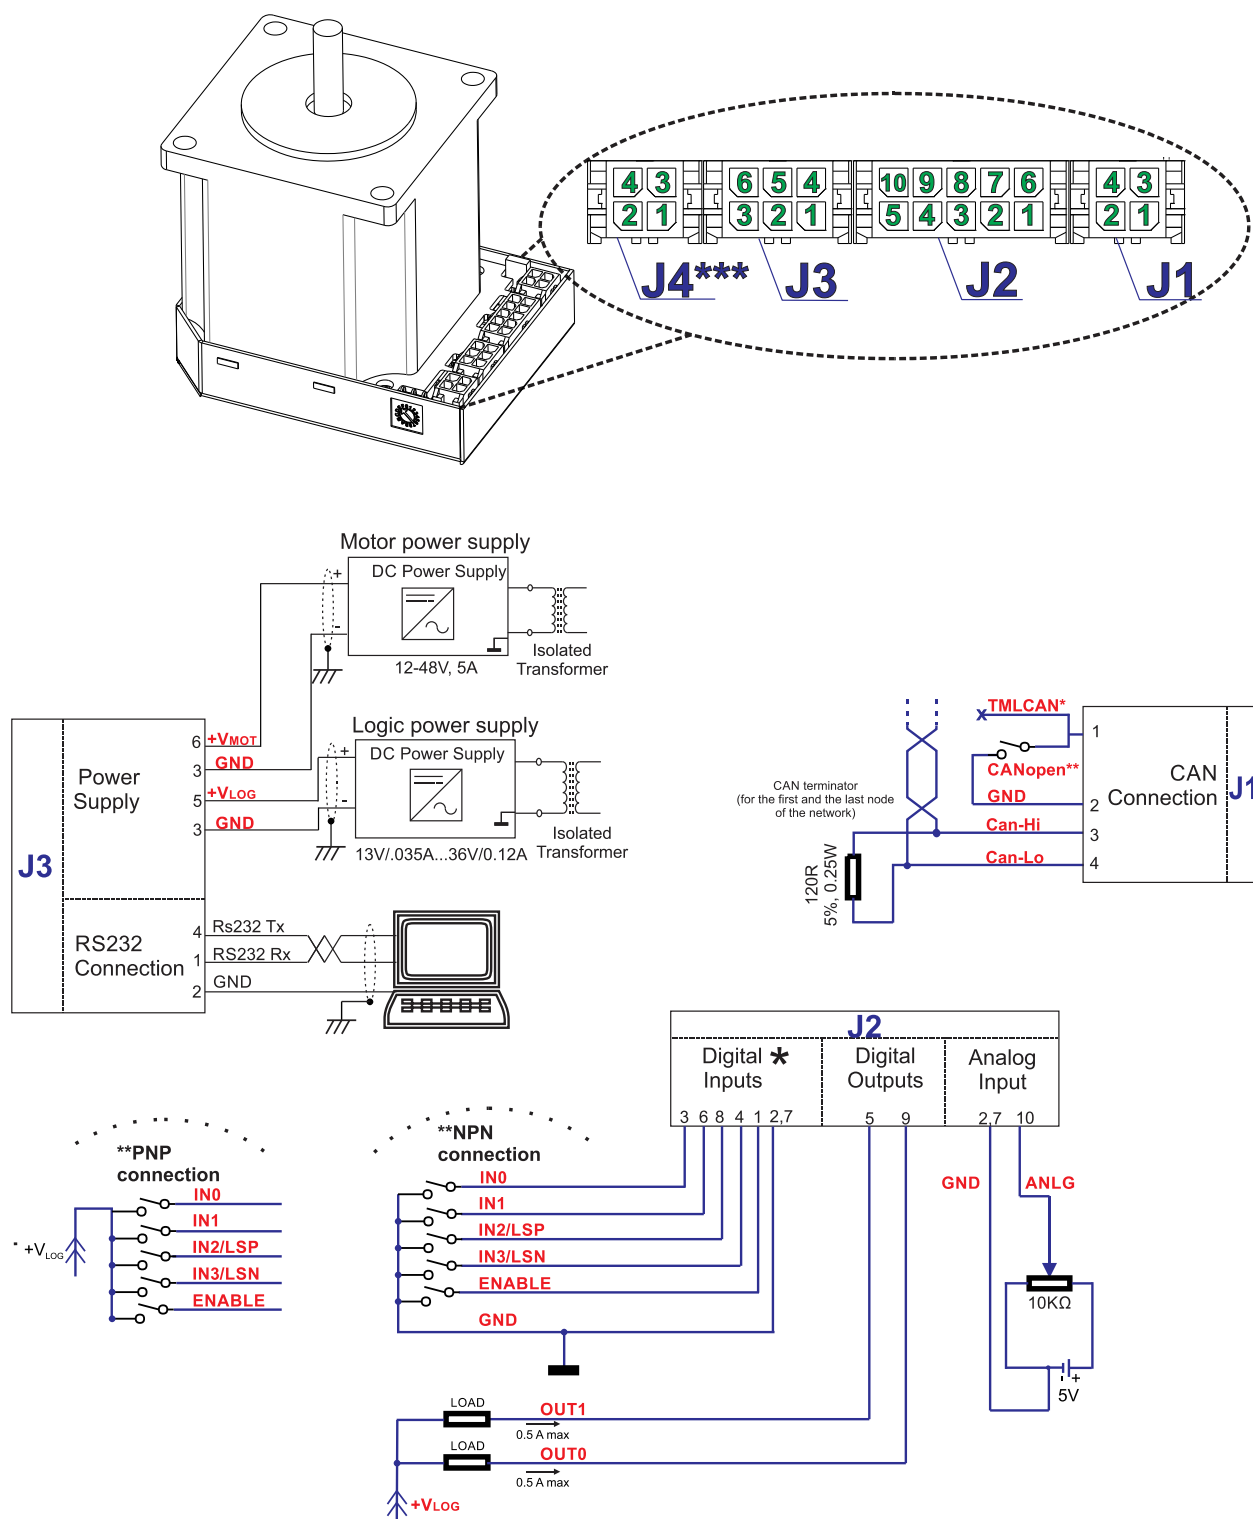 4 3
2 1
6 5 4
3 2 1
10 9 8 7 6
5 4 3 2 1
4 3
2 1
J4*** J3 J2 J1
Motor power supply
+
DC Power Supply
-
12-48V, 5A
Isolated
Transformer
Logic power supply
+
DC Power Supply
-
13V/.035A...36V/0.12A
Isolated
Transformer
J3
Power
Supply
6 +VMOT
3 GND
5 +VLOG
3 GND
RS232
Connection
4 Rs232 Tx
1 RS232 Rx
2 GND
x TMLCAN*
1
CANopen**
GND
2
Can-Hi
3
Can-Lo
4
CAN
Connection
J1
CAN terminator
(for the first and the last node
of the network)
120R
5%, 0.25W
J2
Digital *
Inputs
Digital
Outputs
Analog
Input
3 6 8 4 1 2,7
5 9
2,7 10
**PNP
connection
IN0
IN1
+VLOG
IN2/LSP
IN3/LSN
ENABLE
**NPN
connection
IN0
IN1
IN2/LSP
IN3/LSN
ENABLE
GND
GND ANLG
10KΩ
- +
5V
LOAD
OUT1
0.5 A max
LOAD
OUT0
0.5 A max
+VLOG